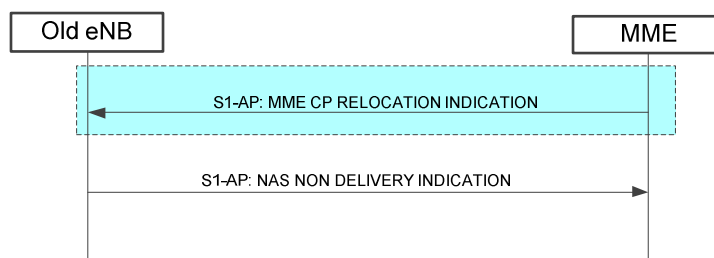 Old eNB
MME
S1-AP: MME CP RELOCATION INDICATION
S1-AP: NAS NON DELIVERY INDICATION